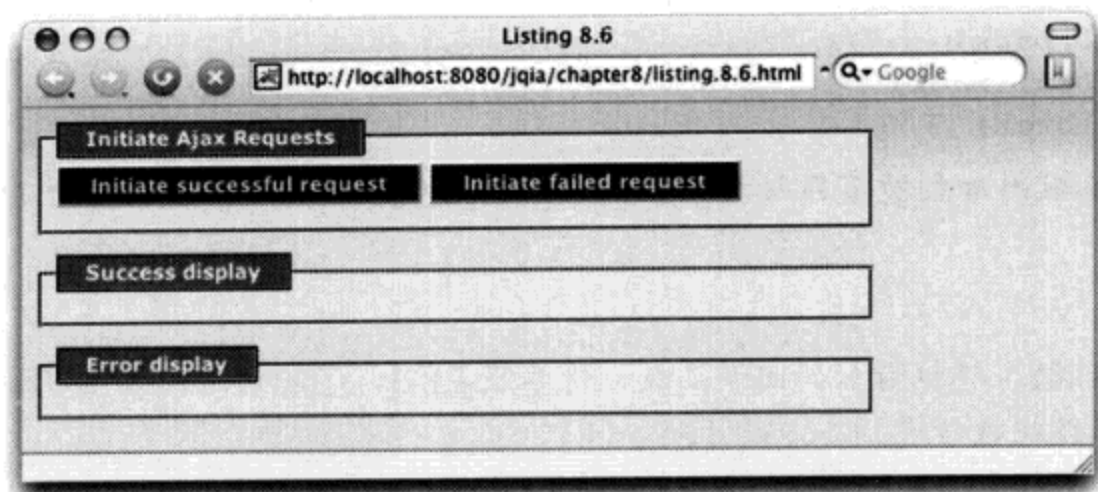 Listing 8.6
http://localhost:8080/jqia/chapter8/listing.8.6.html Google
Initiate Ajax Requests
Initiate successful request Initiate failed request
Success display
Error display